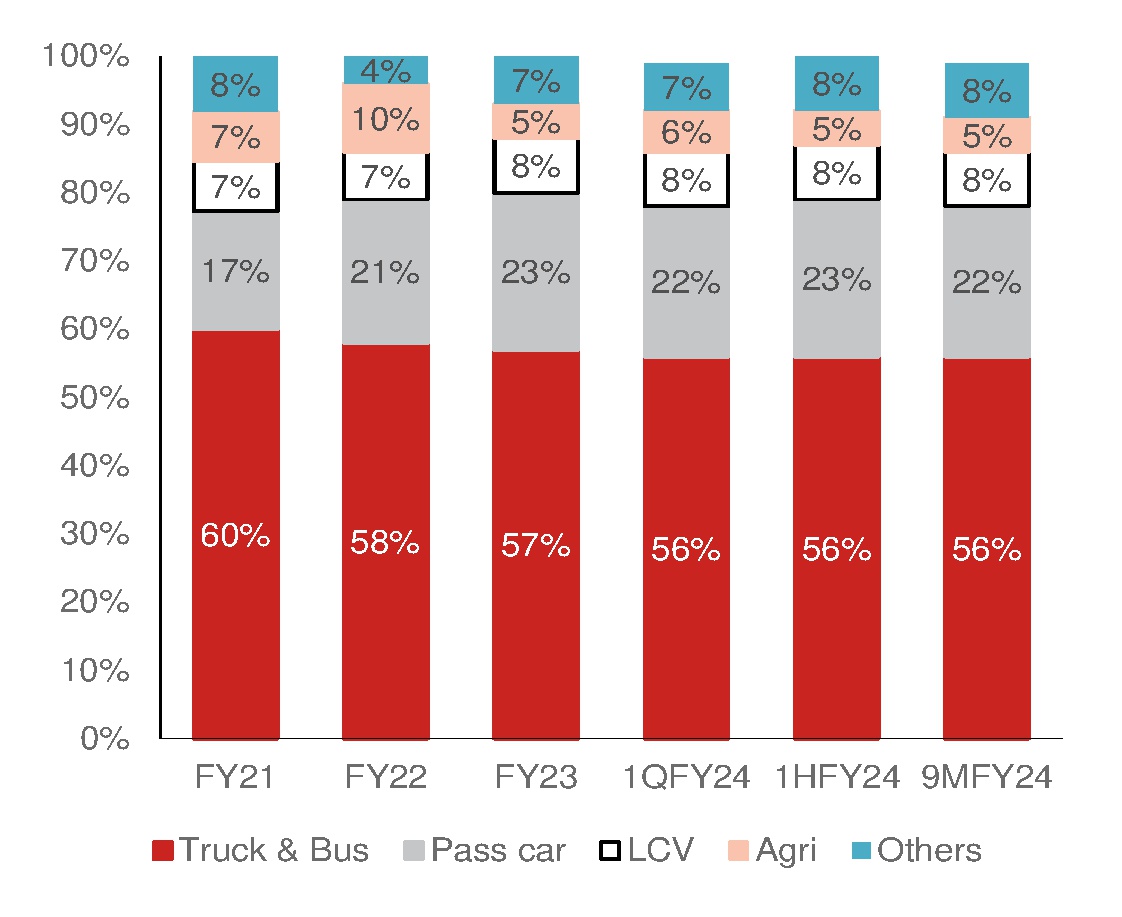 100%
8% 4% 7% 7% 8% 8%
90%
7% 10% 5% 6% 5% 5%
80%
7% 7% 8% 8% 8% 8%
70%
17% 21% 23% 22% 23% 22%
60%
50%
40%
30%
60% 58% 57% 56% 56% 56%
20%
10%
0%
FY21 FY22 FY23 1QFY24 1HFY24 9MFY24
Truck & Bus Pass car LCV Agri Others